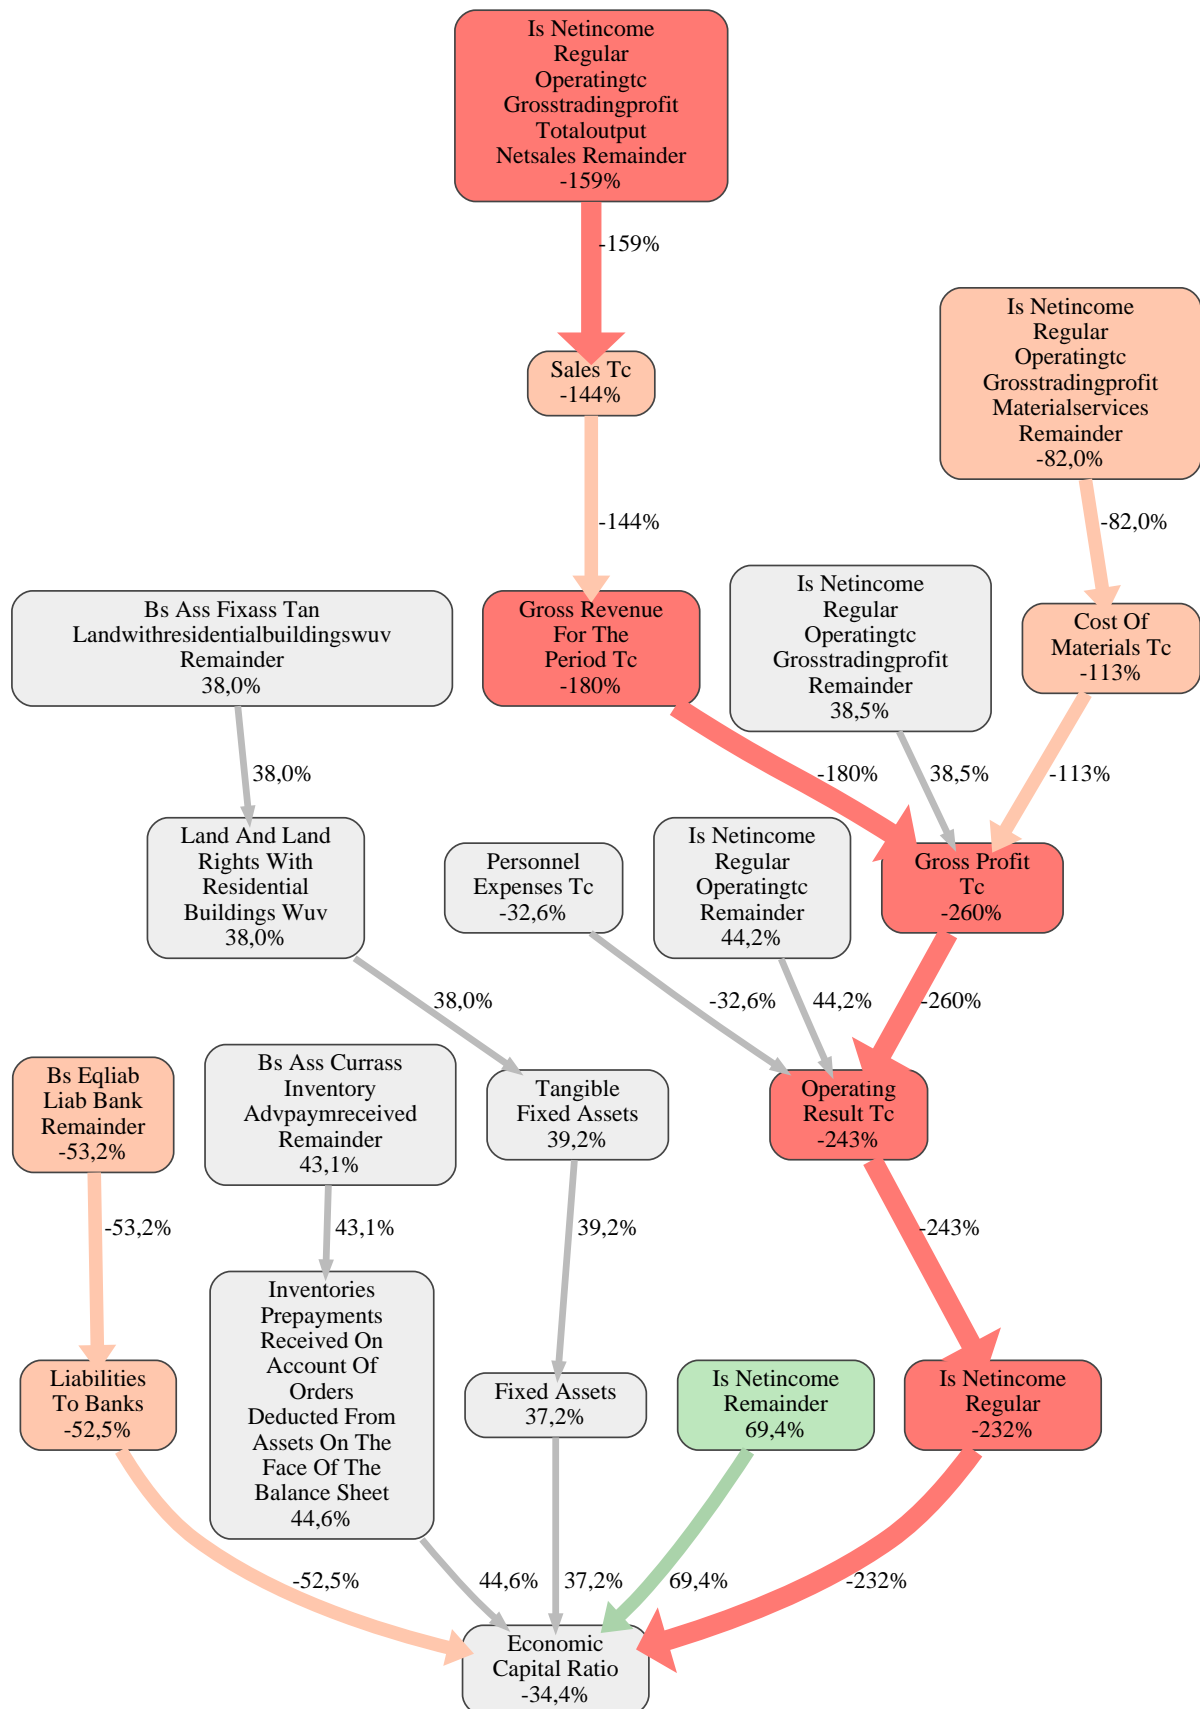 Is Netincome
Regular
Operatingtc
Grosstradingprofit
Totaloutput
Netsales Remainder
-159%
-159%
Is Netincome
Regular
Operatingtc
Grosstradingprofit
Materialservices
Remainder
-82,0%
Sales Tc
-144%
-144%
-82,0%
Bs Ass Fixass Tan
Landwithresidentialbuildingswuv
Remainder
38,0%
Gross Revenue
For The
Period Tc
-180%
Is Netincome
Regular
Operatingtc
Grosstradingprofit
Remainder
38,5%
Cost Of
Materials Tc
-113%
38,0%
-180%
38,5%
-113%
Land And Land
Rights With
Residential
Buildings Wuv
38,0%
Personnel
Expenses Tc
-32,6%
Is Netincome
Regular
Operatingtc
Remainder
44,2%
Gross Profit
Tc
-260%
38,0%
-32,6%
44,2%
-260%
Bs Eqliab
Liab Bank
Remainder
-53,2%
Bs Ass Currass
Inventory
Advpaymreceived
Remainder
43,1%
Tangible
Fixed Assets
39,2%
Operating
Result Tc
-243%
-53,2%
43,1%
39,2%
-243%
Liabilities
To Banks
-52,5%
Inventories
Prepayments
Received On
Account Of
Orders
Deducted From
Assets On The
Face Of The
Balance Sheet
44,6%
Fixed Assets
37,2%
Is Netincome
Remainder
69,4%
Is Netincome
Regular
-232%
-52,5%
44,6%
37,2%
69,4%
-232%
Economic
Capital Ratio
-34,4%